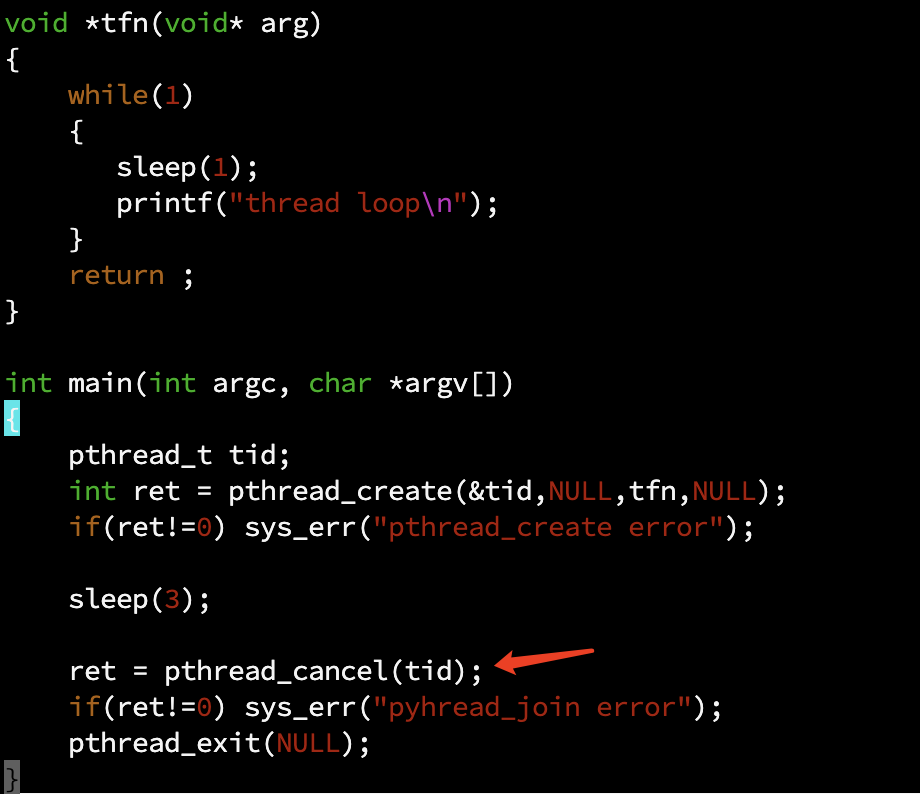 void *tfn(void* arg)
{
    while(1)
    {
       sleep(1);
       printf("thread loop\n");
    }
    return ;
}

int main(int argc, char *argv[])
{
    pthread_t tid;
    int ret = pthread_create(&tid,NULL,tfn,NULL);
    if(ret!=0) sys_err("pthread_create error");

    sleep(3);

    ret = pthread_cancel(tid);
    if(ret!=0) sys_err("pyhread_join error");
    pthread_exit(NULL);
}